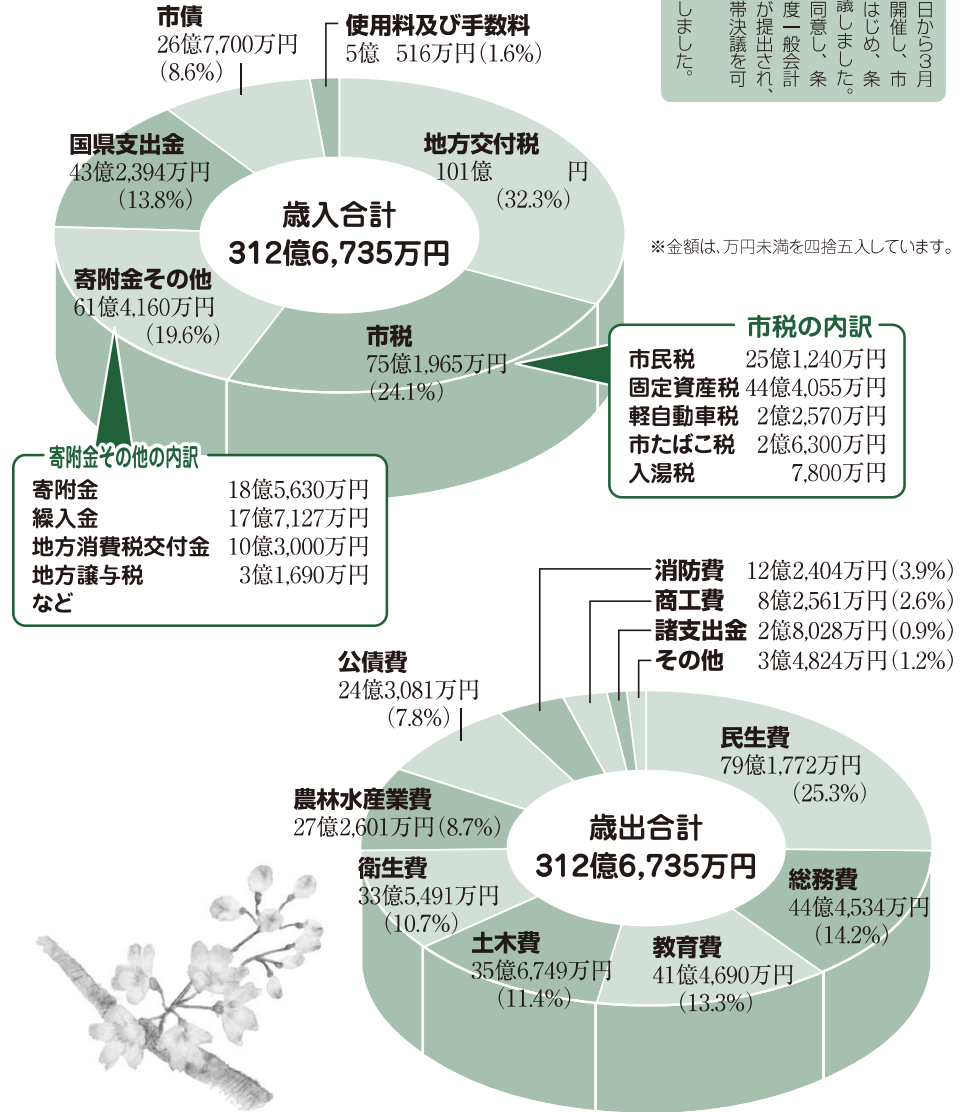 日から3月
開催し、市
はじめ、条
議しました。
同意し、条
度一般会計
が提出され、
帯決議を可
しました。
市債
26億7,700万円
(8.6%)
使用料及び手数料
5億 516万円(1.6%)
国県支出金
43億2,394万円
(13.8%)
地方交付税
101億 円
(32.3%)
歳入合計
312億6,735万円
※金額は、万円未満を四捨五入しています。
寄附金その他
61億4,160万円
(19.6%)
市税
75億1,965万円
(24.1%)
市税の内訳
市民税 25億1,240万円
固定資産税 44億4,055万円
軽自動車税 2億2,570万円
市たばこ税 2億6,300万円
入湯税 7,800万円
寄附金その他の内訳
寄附金 18億5,630万円
繰入金 17億7,127万円
地方消費税交付金 10億3,000万円
地方譲与税 3億1,690万円
など
消防費 12億2,404万円(3.9%)
商工費 8億2,561万円(2.6%)
諸支出金 2億8,028万円(0.9%)
その他 3億4,824万円(1.2%)
公債費
24億3,081万円
(7.8%)
民生費
79億1,772万円
(25.3%)
農林水産業費
27億2,601万円(8.7%)
歳出合計
312億6,735万円
衛生費
33億5,491万円
(10.7%)
総務費
44億4,534万円
(14.2%)
土木費
35億6,749万円
(11.4%)
教育費
41億4,690万円
(13.3%)